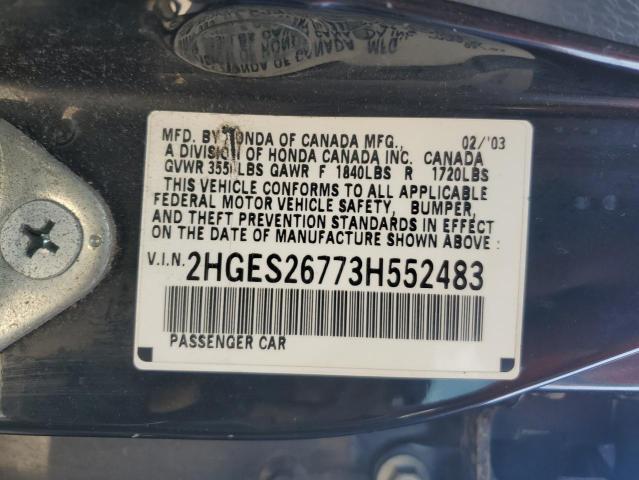 MFD. BY HONDA OF CANADA MFG., 02/'03
A DIVISION OF HONDA CANADA INC. CANADA
GVWR 3551LBS GAWR F 1840LBS R 1720LBS
THIS VEHICLE CONFORMS TO ALL APPLICABLE
FEDERAL MOTOR VEHICLE SAFETY, BUMPER,
AND THEFT PREVENTION STANDARDS IN EFFECT
ON THE DATE OF MANUFACTURE SHOWN ABOVE:
V.I.N. 2HGES26773H552483
PASSENGER CAR